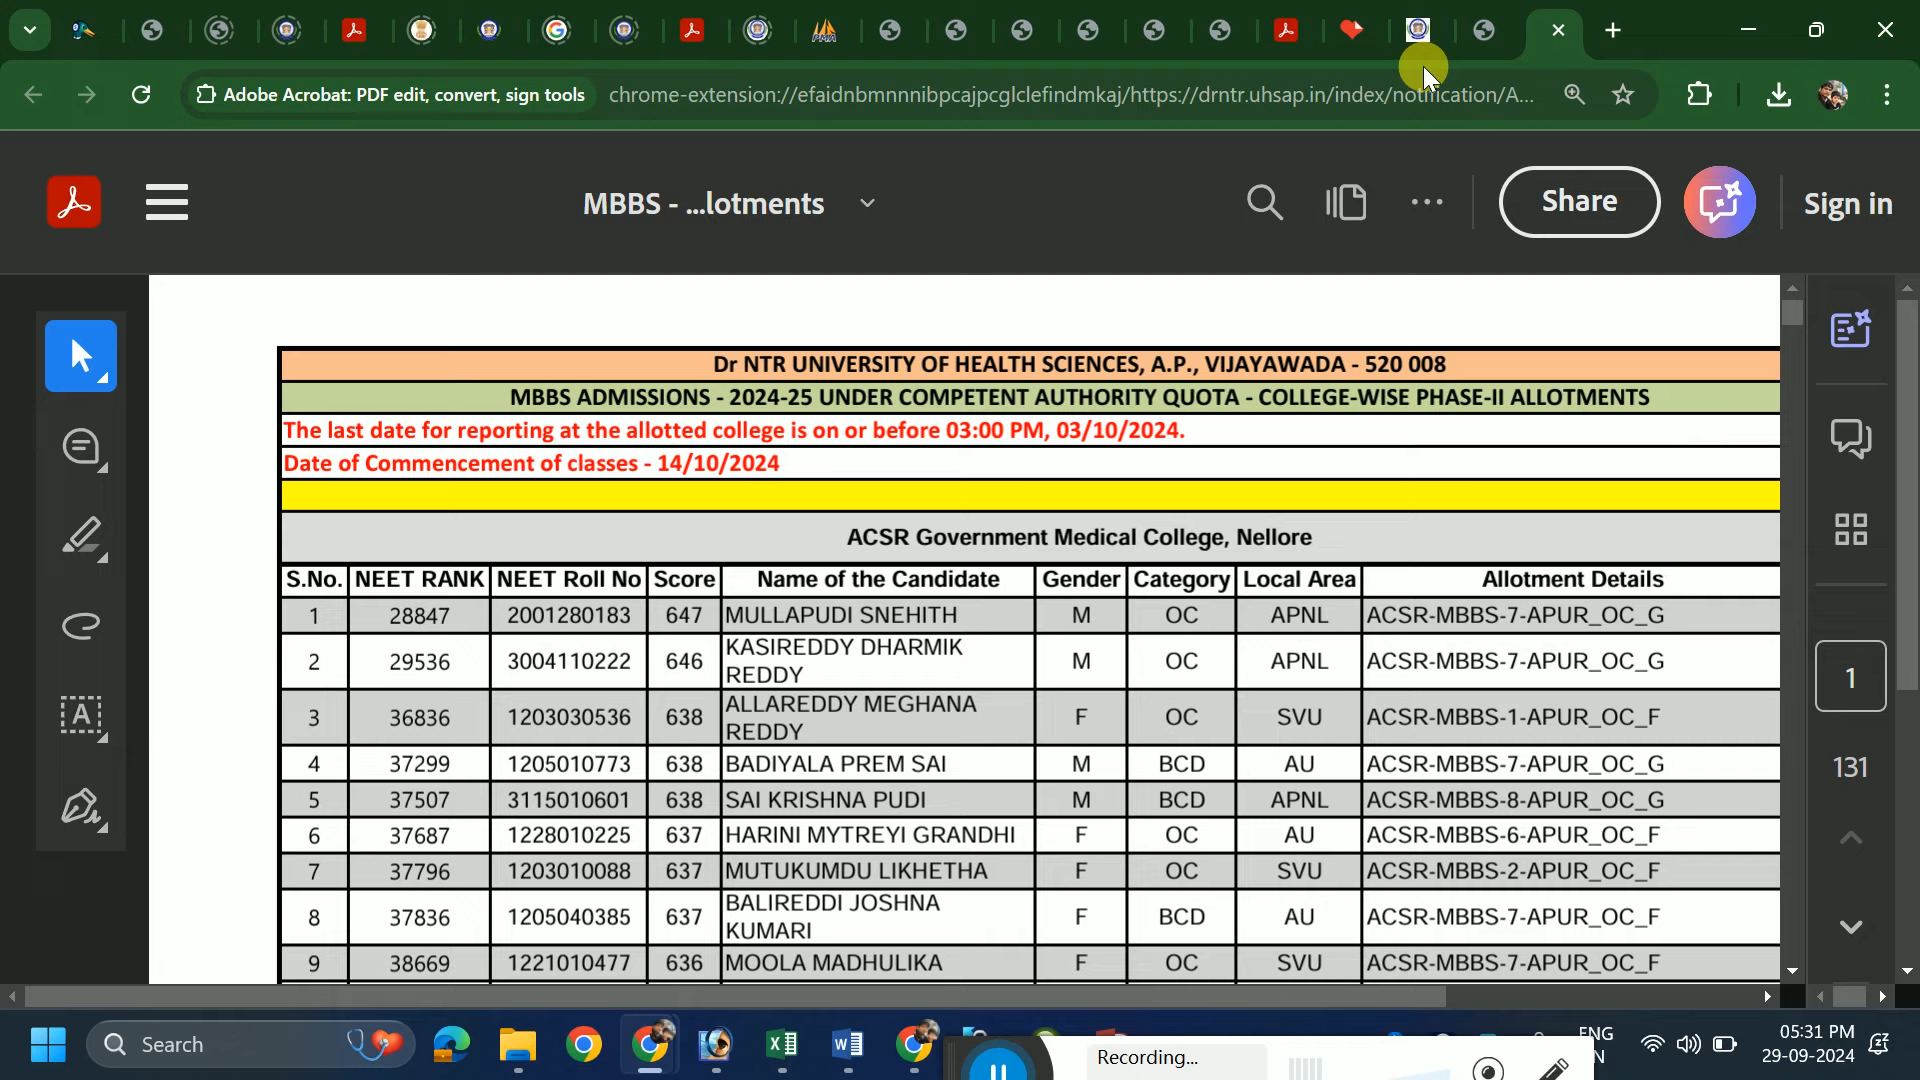 Adobe Acrobat: PDF edit, convert, sign tools
chrome-extension://efaidnbmnnnibpcajpcglclefindmkaj/https://drntr.uhsap.in/index/notification/A...
MBBS - ...lotments
Share
Sign in
Dr NTR UNIVERSITY OF HEALTH SCIENCES, A.P., VIJAYAWADA - 520 008
MBBS ADMISSIONS - 2024-25 UNDER COMPETENT AUTHORITY QUOTA - COLLEGE-WISE PHASE-II ALLOTMENTS
The last date for reporting at the allotted college is on or before 03:00 PM, 03/10/2024.
Date of Commencement of classes - 14/10/2024
ACSR Government Medical College, Nellore
S.No. NEET RANK NEET Roll No Score Name of the Candidate Gender Category Local Area Allotment Details
1 28847 2001280183 647 MULLAPUDI SNEHITH M OC APNL ACSR-MBBS-7-APUR_OC_G
2 29536 3004110222 646 KASIREDDY DHARMIK REDDY M OC APNL ACSR-MBBS-7-APUR_OC_G
3 36836 1203030536 638 ALLAREDDY MEGHANA REDDY F OC SVU ACSR-MBBS-1-APUR_OC_F
4 37299 1205010773 638 BADIYALA PREM SAI M BCD AU ACSR-MBBS-7-APUR_OC_G
5 37507 3115010601 638 SAI KRISHNA PUDI M BCD APNL ACSR-MBBS-8-APUR_OC_G
6 37687 1228010225 637 HARINI MYTREYI GRANDHI F OC AU ACSR-MBBS-6-APUR_OC_F
7 37796 1203010088 637 MUTUKUMDU LIKHETHA F OC SVU ACSR-MBBS-2-APUR_OC_F
8 37836 1205040385 637 BALIREDDI JOSHNA KUMARI F BCD AU ACSR-MBBS-7-APUR_OC_F
9 38669 1221010477 636 MOOLA MADHULIKA F OC SVU ACSR-MBBS-7-APUR_OC_F
1
131
Search
Recording...
ENG
05:31 PM
29-09-2024